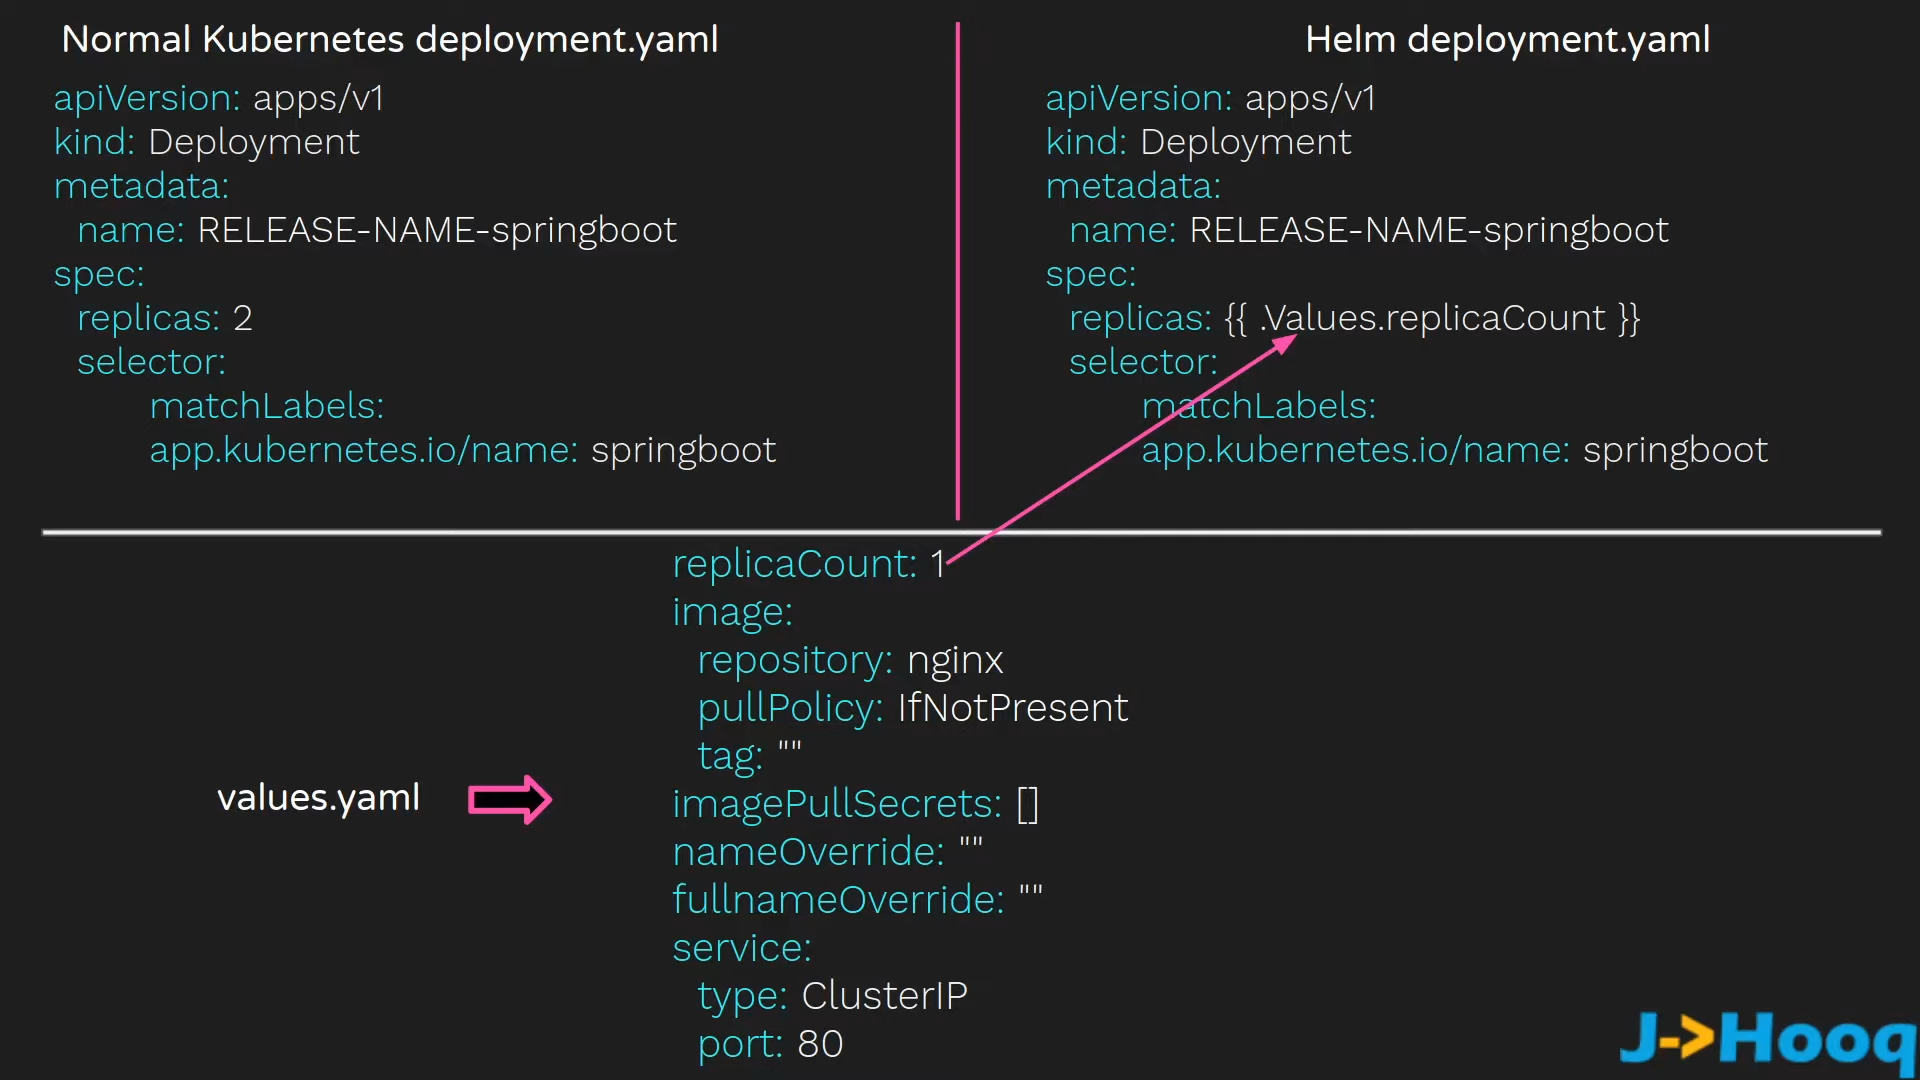 Normal Kubernetes deployment.yaml
apiVersion: apps/v1
kind: Deployment
metadata:
  name: RELEASE-NAME-springboot
spec:
  replicas: 2
  selector:
    matchLabels:
    app.kubernetes.io/name: springboot
Helm deployment.yaml
apiVersion: apps/v1
kind: Deployment
metadata:
  name: RELEASE-NAME-springboot
spec:
  replicas: {{ .Values.replicaCount }}
  selector:
    matchLabels:
    app.kubernetes.io/name: springboot
values.yaml
replicaCount: 1
image:
  repository: nginx
  pullPolicy: IfNotPresent
  tag: ""
imagePullSecrets: []
nameOverride: ""
fullnameOverride: ""
service:
  type: ClusterIP
  port: 80
J->Hooq